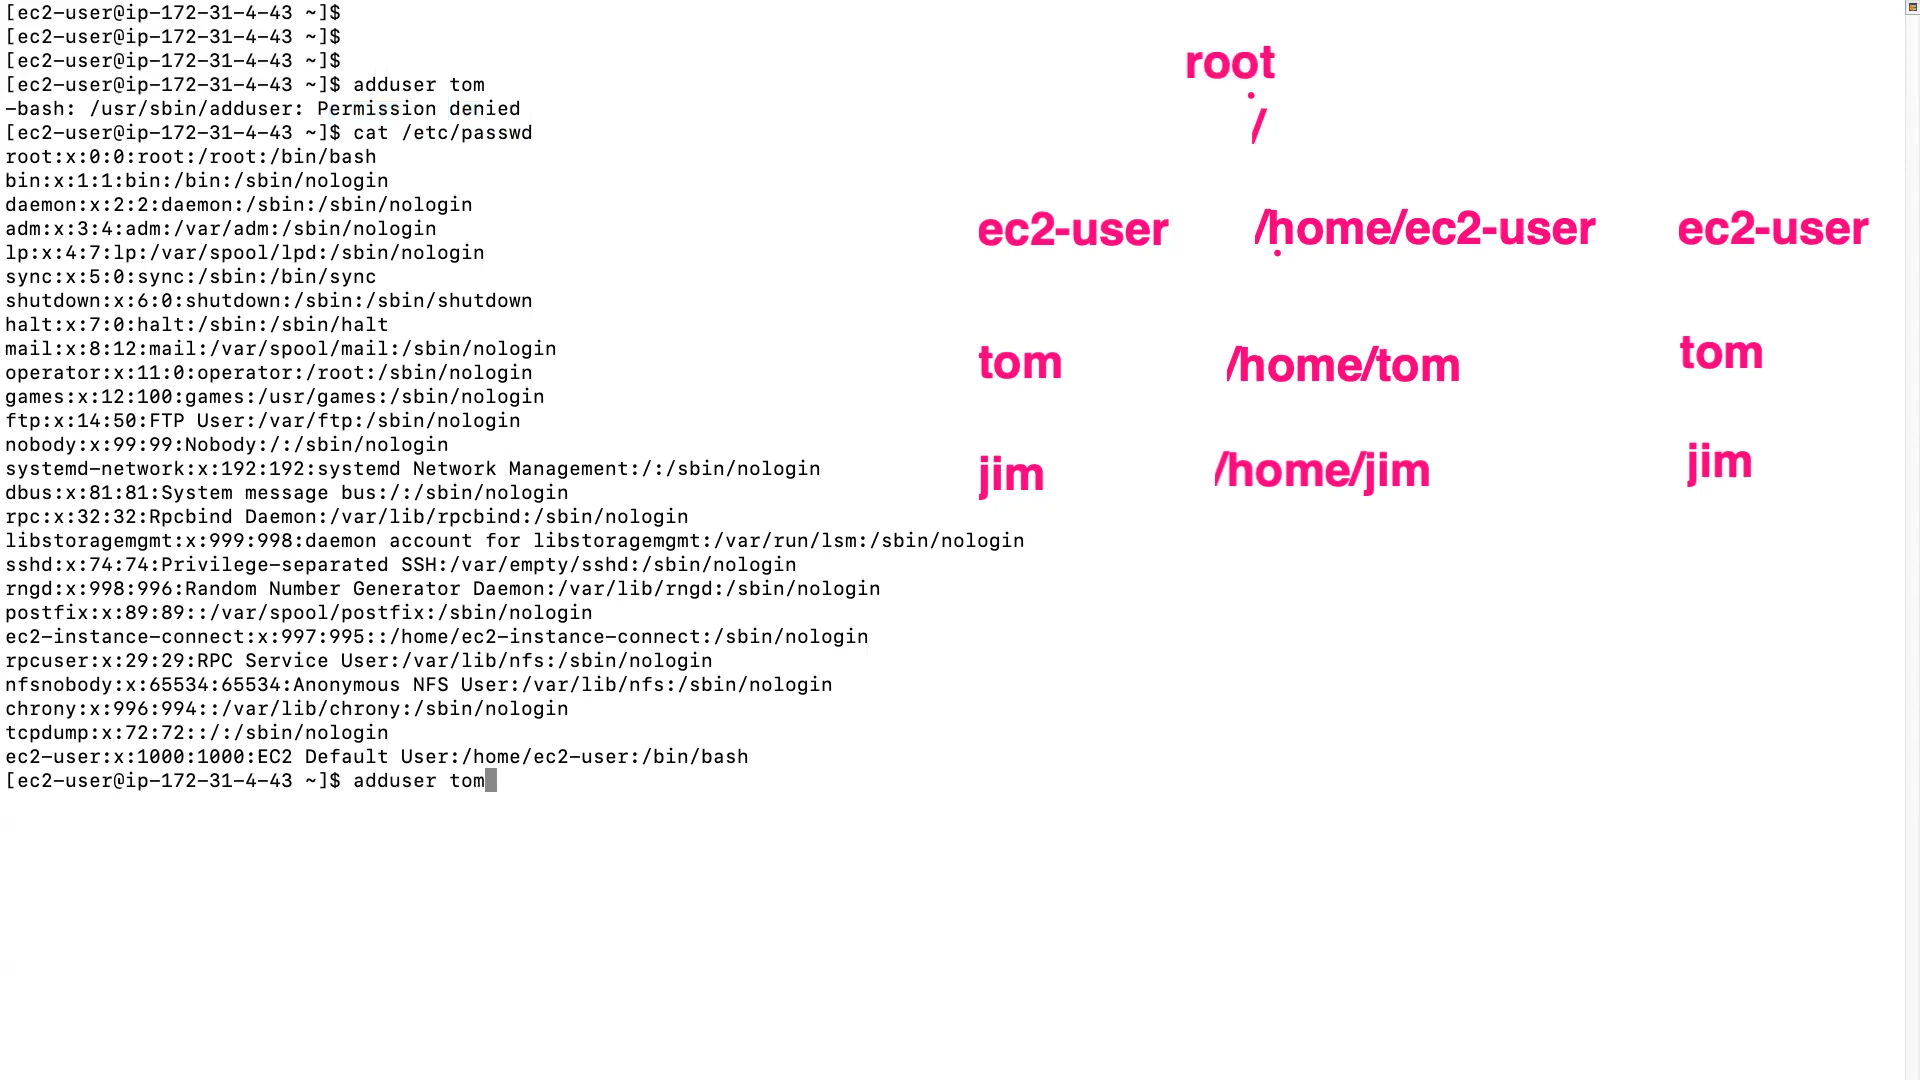 [ec2-user@ip-172-31-4-43 ~]$
[ec2-user@ip-172-31-4-43 ~]$
[ec2-user@ip-172-31-4-43 ~]$
[ec2-user@ip-172-31-4-43 ~]$ adduser tom
-bash: /usr/sbin/adduser: Permission denied
[ec2-user@ip-172-31-4-43 ~]$ cat /etc/passwd
root:x:0:0:root:/root:/bin/bash
bin:x:1:1:bin:/bin:/sbin/nologin
daemon:x:2:2:daemon:/sbin:/sbin/nologin
adm:x:3:4:adm:/var/adm:/sbin/nologin
lp:x:4:7:lp:/var/spool/lpd:/sbin/nologin
sync:x:5:0:sync:/sbin:/bin/sync
shutdown:x:6:0:shutdown:/sbin:/sbin/shutdown
halt:x:7:0:halt:/sbin:/sbin/halt
mail:x:8:12:mail:/var/spool/mail:/sbin/nologin
operator:x:11:0:operator:/root:/sbin/nologin
games:x:12:100:games:/usr/games:/sbin/nologin
ftp:x:14:50:FTP User:/var/ftp:/sbin/nologin
nobody:x:99:99:Nobody:/:/sbin/nologin
systemd-network:x:192:192:systemd Network Management:/:/sbin/nologin
dbus:x:81:81:System message bus:/:/sbin/nologin
rpc:x:32:32:Rpcbind Daemon:/var/lib/rpcbind:/sbin/nologin
libstoragemgmt:x:999:998:daemon account for libstoragemgmt:/var/run/lsm:/sbin/nologin
sshd:x:74:74:Privilege-separated SSH:/var/empty/sshd:/sbin/nologin
rngd:x:998:996:Random Number Generator Daemon:/var/lib/rngd:/sbin/nologin
postfix:x:89:89::/var/spool/postfix:/sbin/nologin
ec2-instance-connect:x:997:995::/home/ec2-instance-connect:/sbin/nologin
rpcuser:x:29:29:RPC Service User:/var/lib/nfs:/sbin/nologin
nfsnobody:x:65534:65534:Anonymous NFS User:/var/lib/nfs:/sbin/nologin
chrony:x:996:994::/var/lib/chrony:/sbin/nologin
tcpdump:x:72:72::/:/sbin/nologin
ec2-user:x:1000:1000:EC2 Default User:/home/ec2-user:/bin/bash
[ec2-user@ip-172-31-4-43 ~]$ adduser tom
root
/
ec2-user /home/ec2-user ec2-user
tom /home/tom tom
jim /home/jim jim